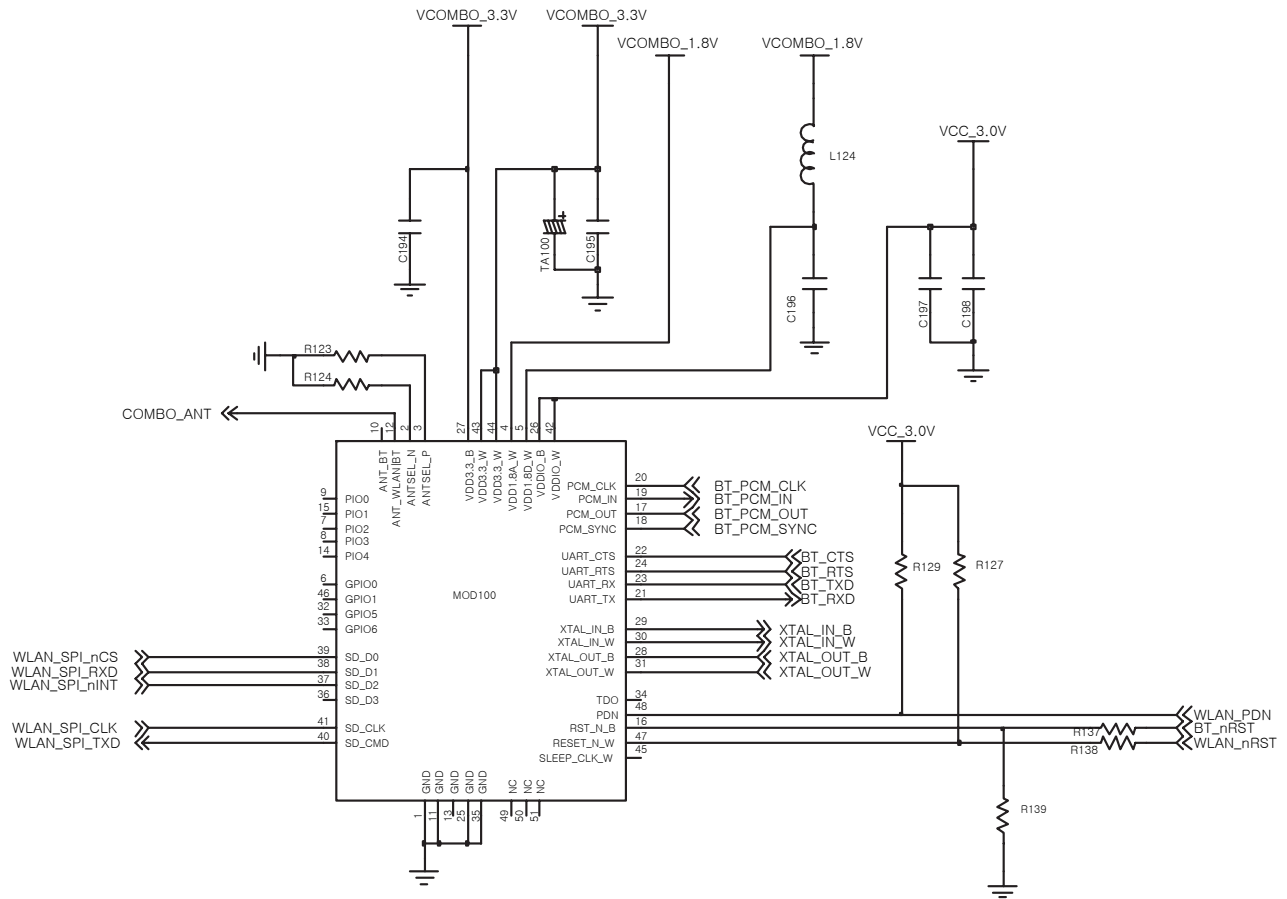 VCOMBO_3.3V
VCOMBO_3.3V
VCOMBO_1.8V
VCOMBO_1.8V
VCC_3.0V
L124
C194
TA100
+
C195
C196
C197
C198
R123
R124
COMBO_ANT
VCC_3.0V
10
12
2
3
27
43
44
4
5
26
42
ANT_BT
ANT_WLAN|BT
ANTSEL_N
ANTSEL_P
VDD3.3_B
VDD3.3_W
VDD3.3_W
VDD1.8A_W
VDD1.8D_W
VDDIO_B
VDDIO_W
9 PIO0
15 PIO1
7 PIO2
8 PIO3
14 PIO4
6 GPIO0
46 GPIO1
32 GPIO5
33 GPIO6
WLAN_SPI_nCS 39 SD_D0
WLAN_SPI_RXD 38 SD_D1
WLAN_SPI_nINT 37 SD_D2
36 SD_D3
WLAN_SPI_CLK 41 SD_CLK
WLAN_SPI_TXD 40 SD_CMD
MOD100
PCM_CLK 20 BT_PCM_CLK
PCM_IN 19 BT_PCM_IN
PCM_OUT 17 BT_PCM_OUT
PCM_SYNC 18 BT_PCM_SYNC
UART_CTS 22 BT_CTS
UART_RTS 24 BT_RTS
UART_RX 23 BT_TXD
UART_TX 21 BT_RXD
XTAL_IN_B 29 XTAL_IN_B
XTAL_IN_W 30 XTAL_IN_W
XTAL_OUT_B 28 XTAL_OUT_B
XTAL_OUT_W 31 XTAL_OUT_W
TDO 34
PDN 48 WLAN_PDN
RST_N_B 16 R137 BT_nRST
RESET_N_W 47 R138 WLAN_nRST
SLEEP_CLK_W 45
R129
R127
R139
GND
GND
GND
GND
GND
NC
NC
NC
1
11
13
25
35
49
50
51